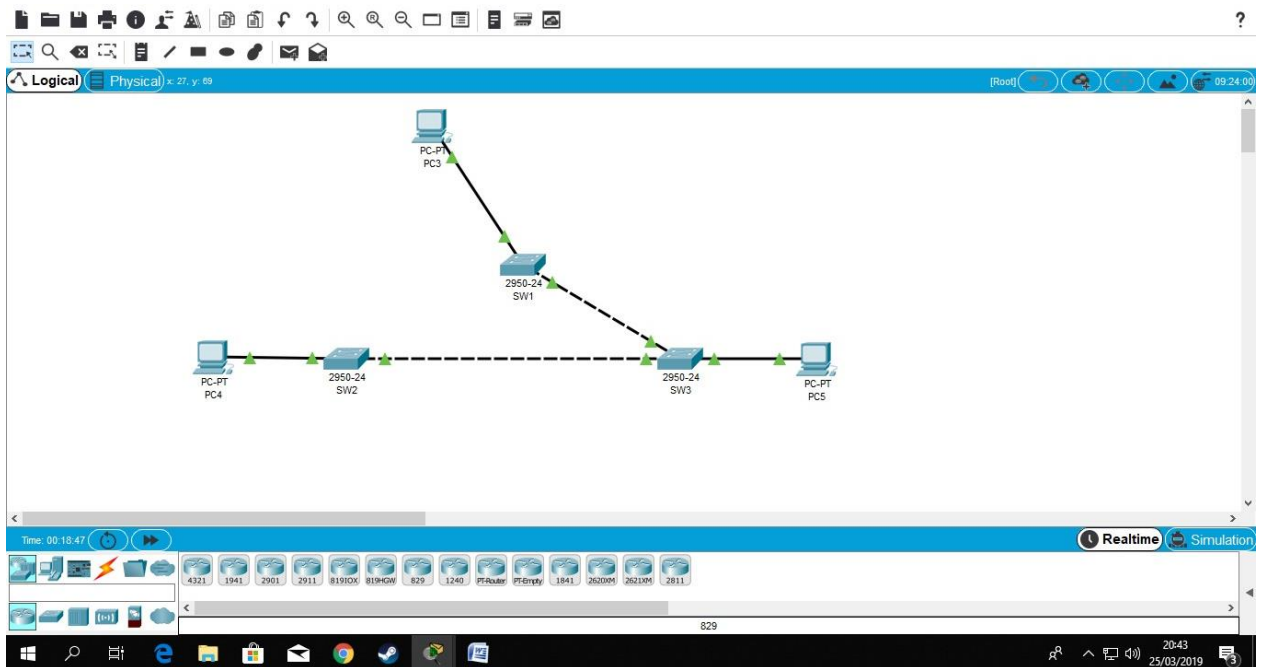 ?
Logical Physical x: 27, y: 69 [Root] 09:24:00
PC-PT
PC3
2950-24
SW1
PC-PT
PC4
2950-24
SW2
2950-24
SW3
PC-PT
PC5
Time: 00:18:47 Realtime Simulation
4321 1941 2901 2911 819IOX 819HGW 829 1240 PT-Router PT-Empty 1841 2620XM 2621XM 2811
829
20:43
25/03/2019 3